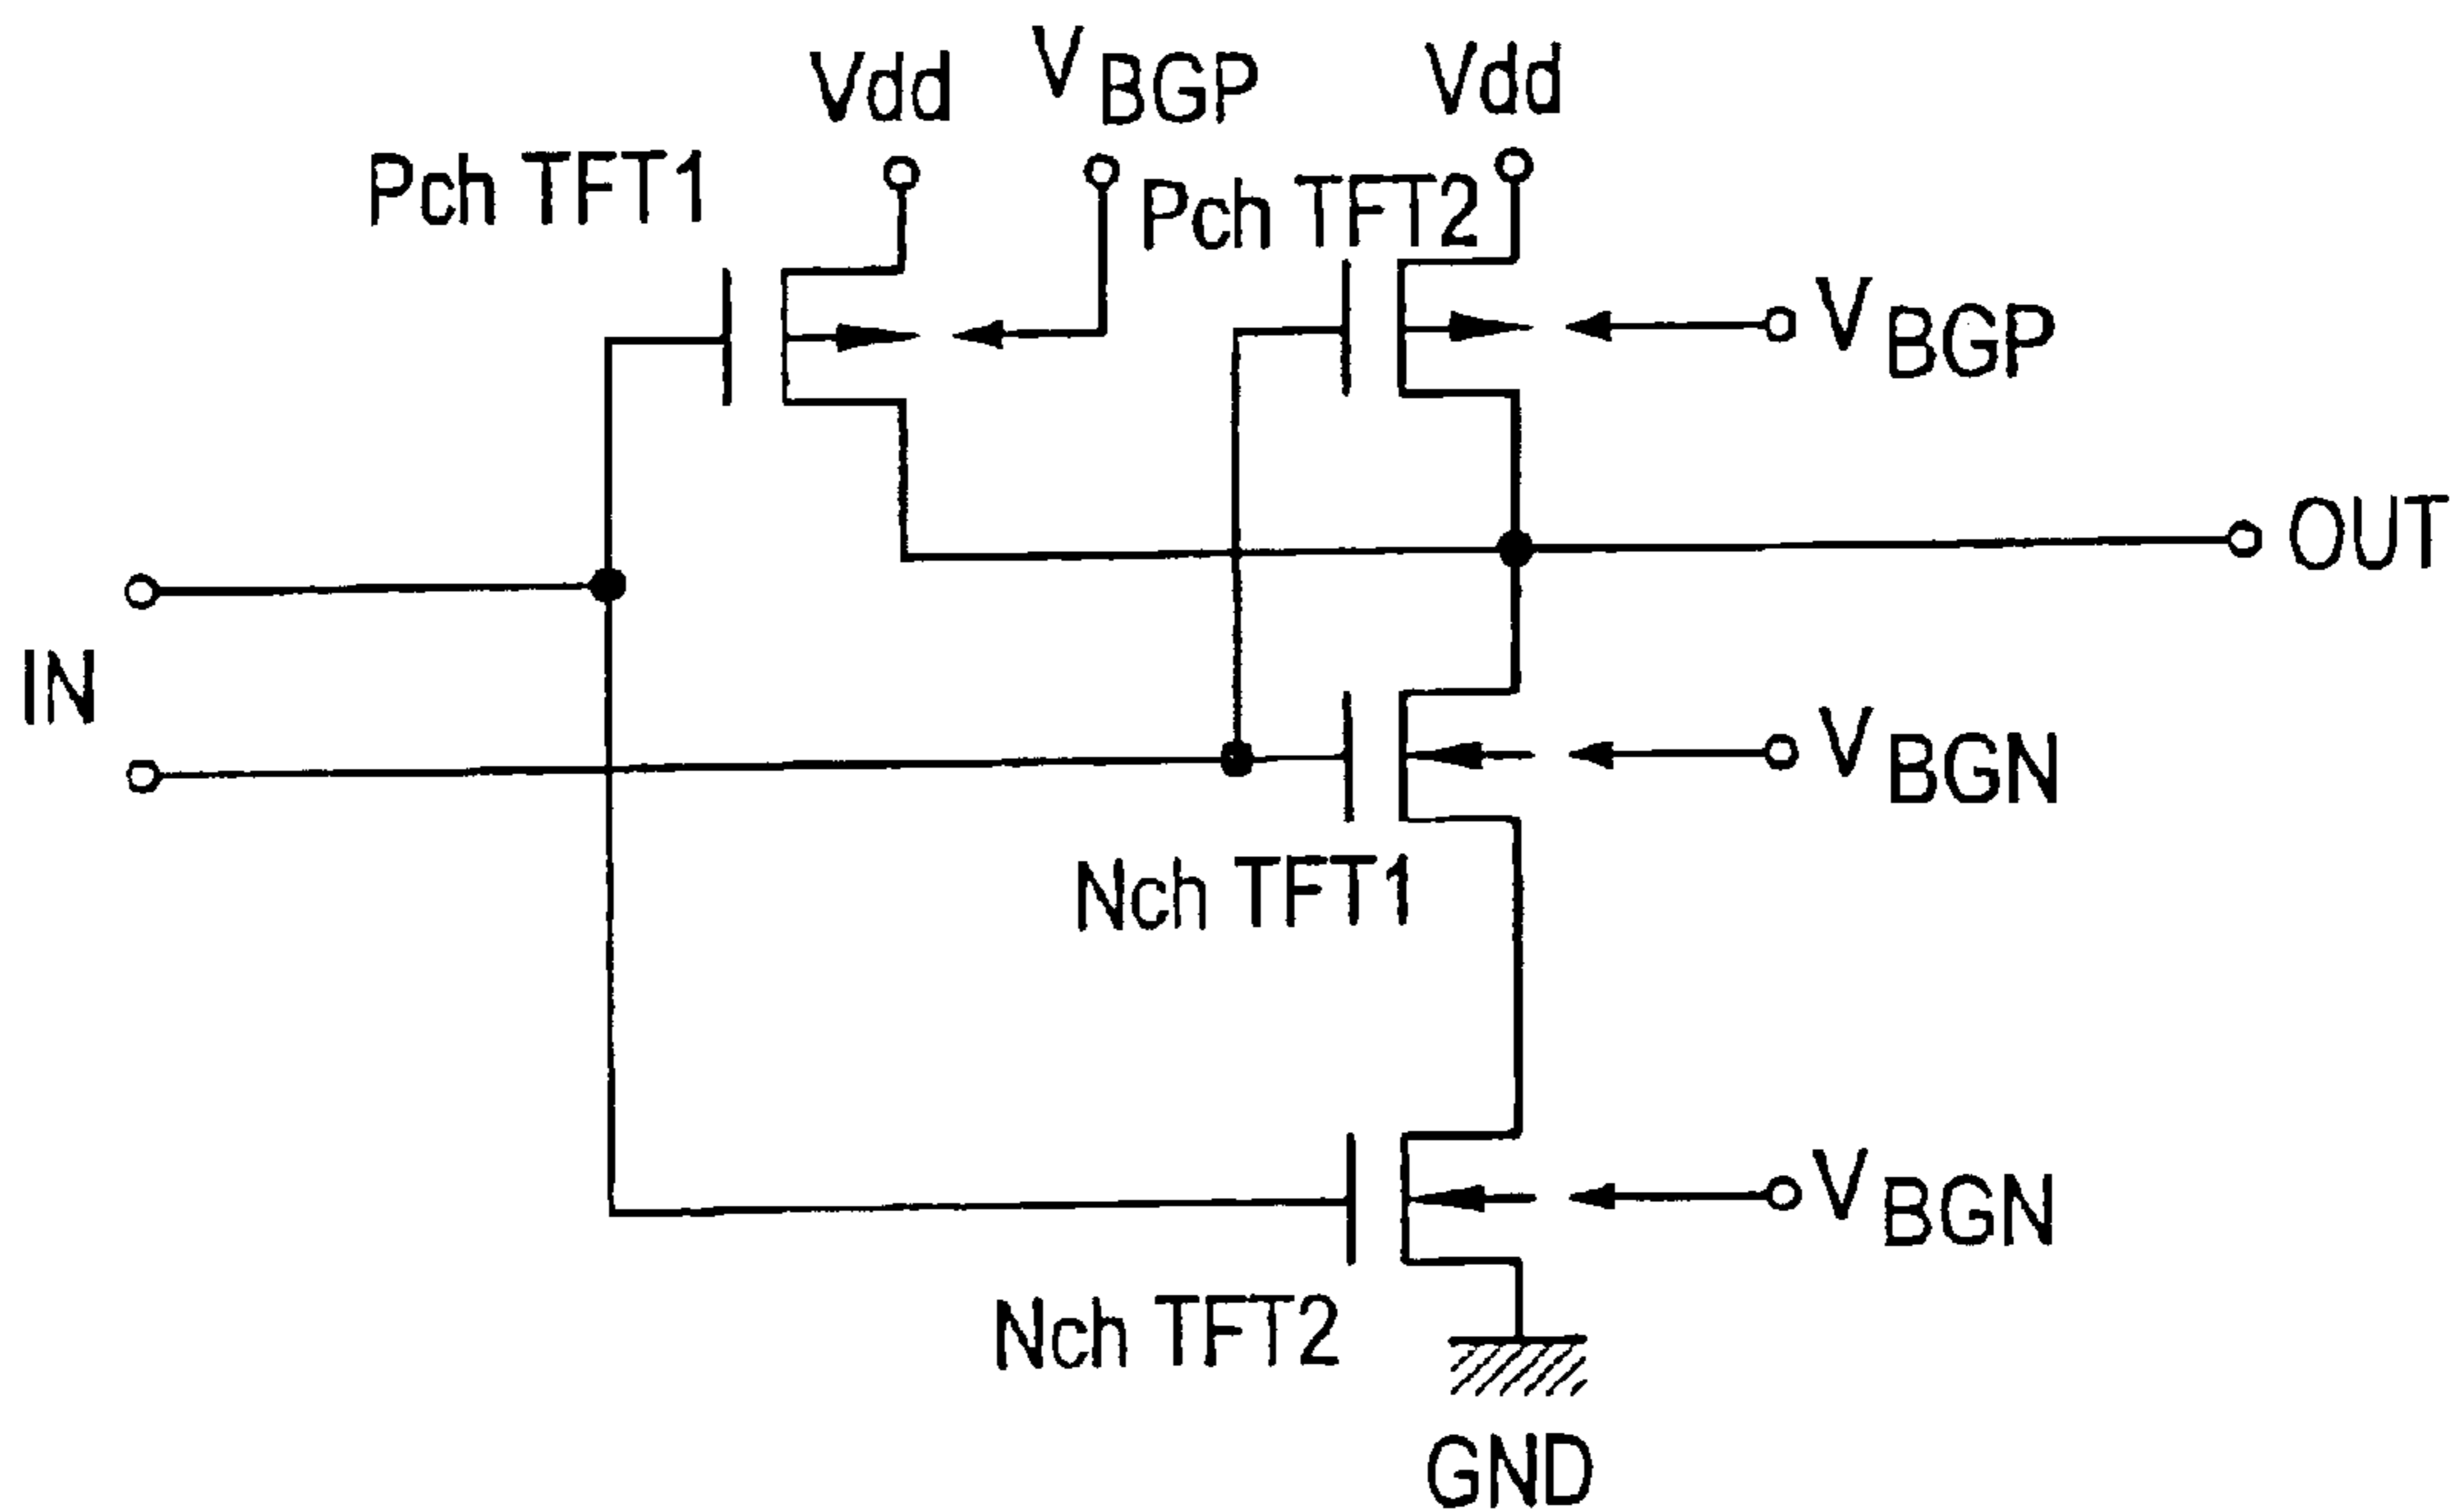 Vdd
VBGP
Vdd
Pch TFT1
Pch TFT2
VBGP
OUT
IN
VBGN
Nch TFT1
VBGN
Nch TFT2
GND